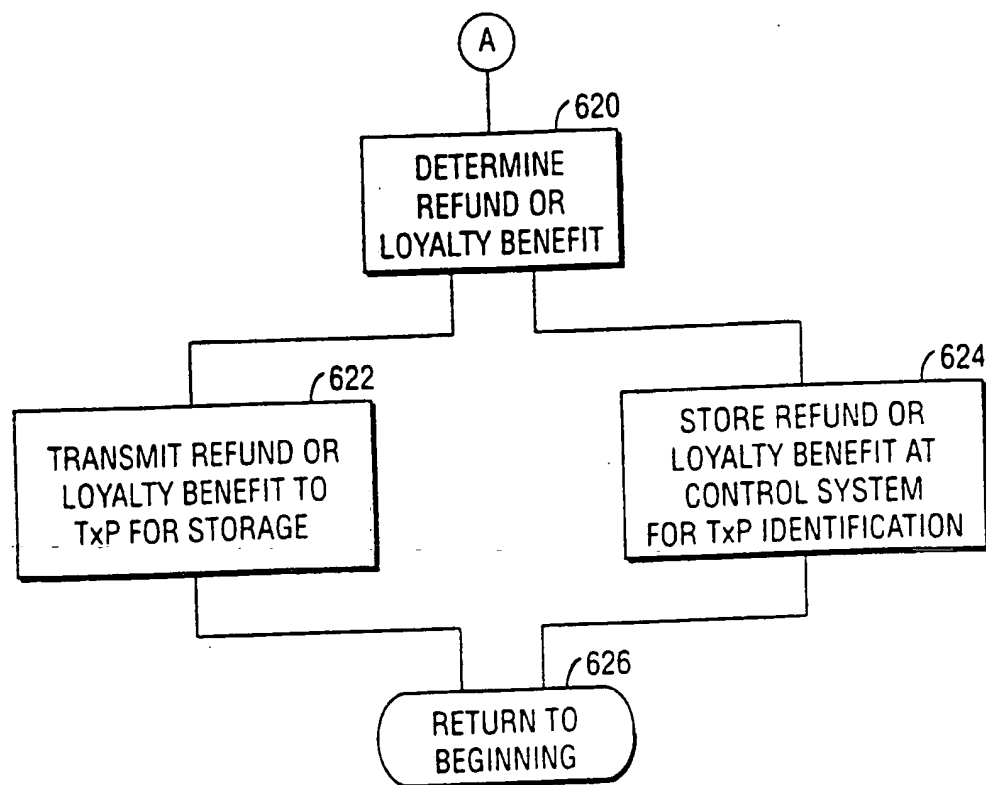 A
620
DETERMINE
REFUND OR
LOYALTY BENEFIT
622
TRANSMIT REFUND OR
LOYALTY BENEFIT TO
TxP FOR STORAGE
624
STORE REFUND OR
LOYALTY BENEFIT AT
CONTROL SYSTEM
FOR TxP IDENTIFICATION
626
RETURN TO
BEGINNING